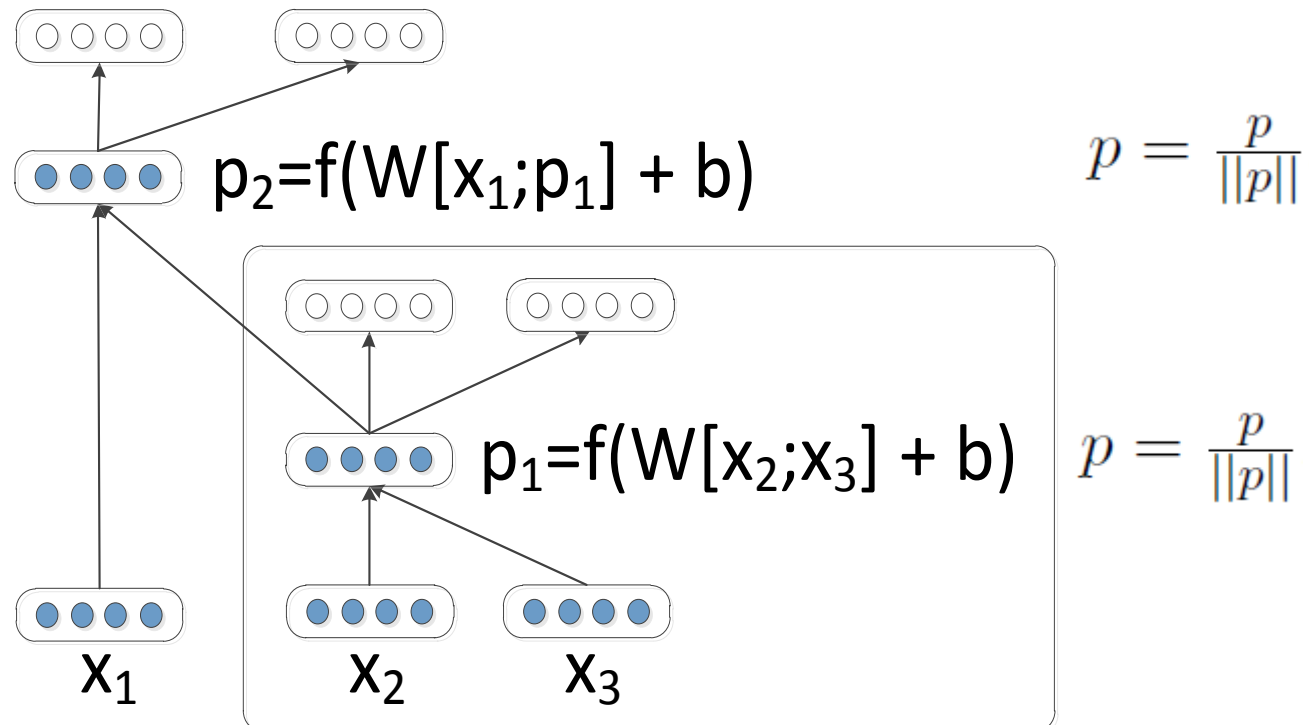 p₂=f(W[x₁;p₁] + b)
p = p / ||p||
p₁=f(W[x₂;x₃] + b)
p = p / ||p||
x₁ x₂ x₃